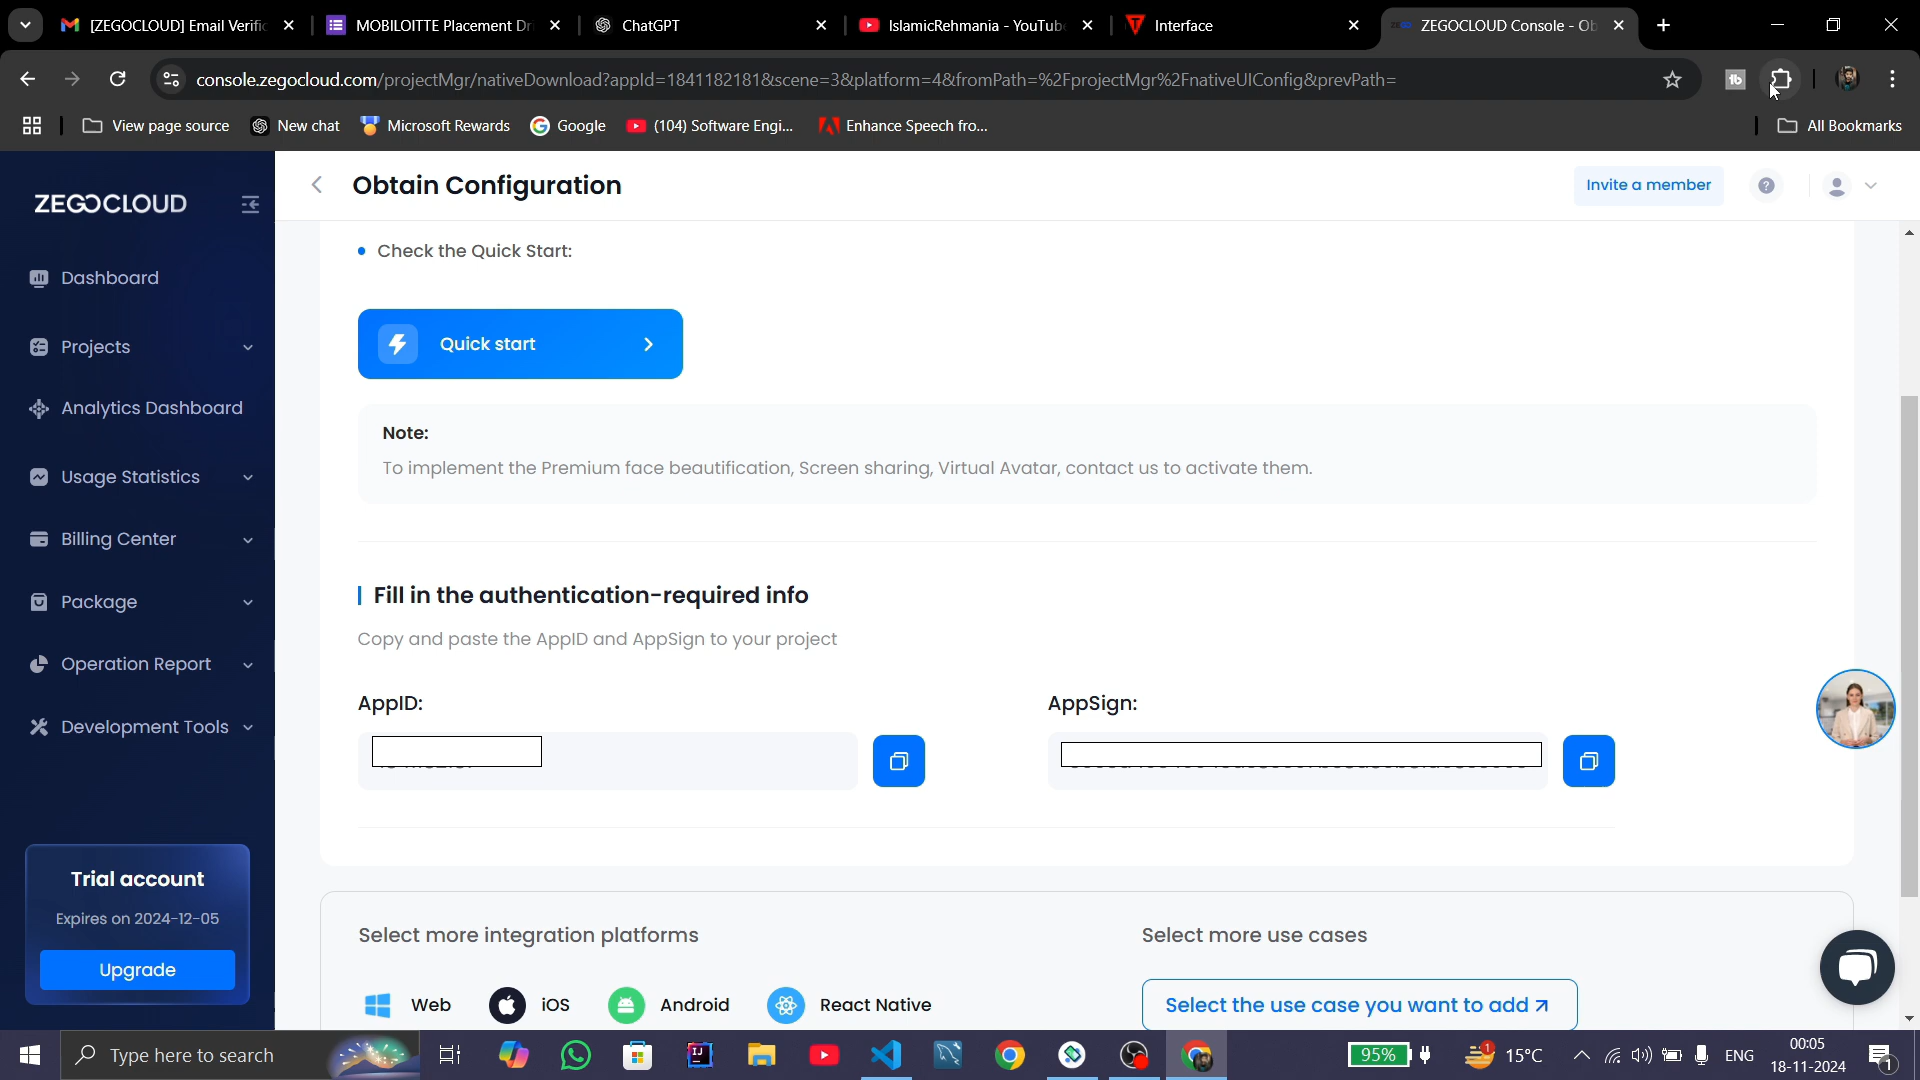 [ZEGOCLOUD] Email Verific
MOBILOITTE Placement Dri
ChatGPT
IslamicRehmania - YouTube
Interface
ZEGOCLOUD Console - Ob
console.zegocloud.com/projectMgr/nativeDownload?appId=1841182181&scene=3&platform=4&fromPath=%2FprojectMgr%2FnativeUIConfig&prevPath=
View page source
New chat
Microsoft Rewards
Google
(104) Software Engi...
Enhance Speech fro...
All Bookmarks
ZEGOCLOUD
Dashboard
Projects
Analytics Dashboard
Usage Statistics
Billing Center
Package
Operation Report
Development Tools
Trial account
Expires on 2024-12-05
Upgrade
Obtain Configuration
Invite a member
Check the Quick Start:
Quick start
Note:
To implement the Premium face beautification, Screen sharing, Virtual Avatar, contact us to activate them.
Fill in the authentication-required info
Copy and paste the AppID and AppSign to your project
AppID:
AppSign:
Select more integration platforms
Web
iOS
Android
React Native
Select more use cases
Select the use case you want to add
Type here to search
95%
15°C
ENG
00:05
18-11-2024